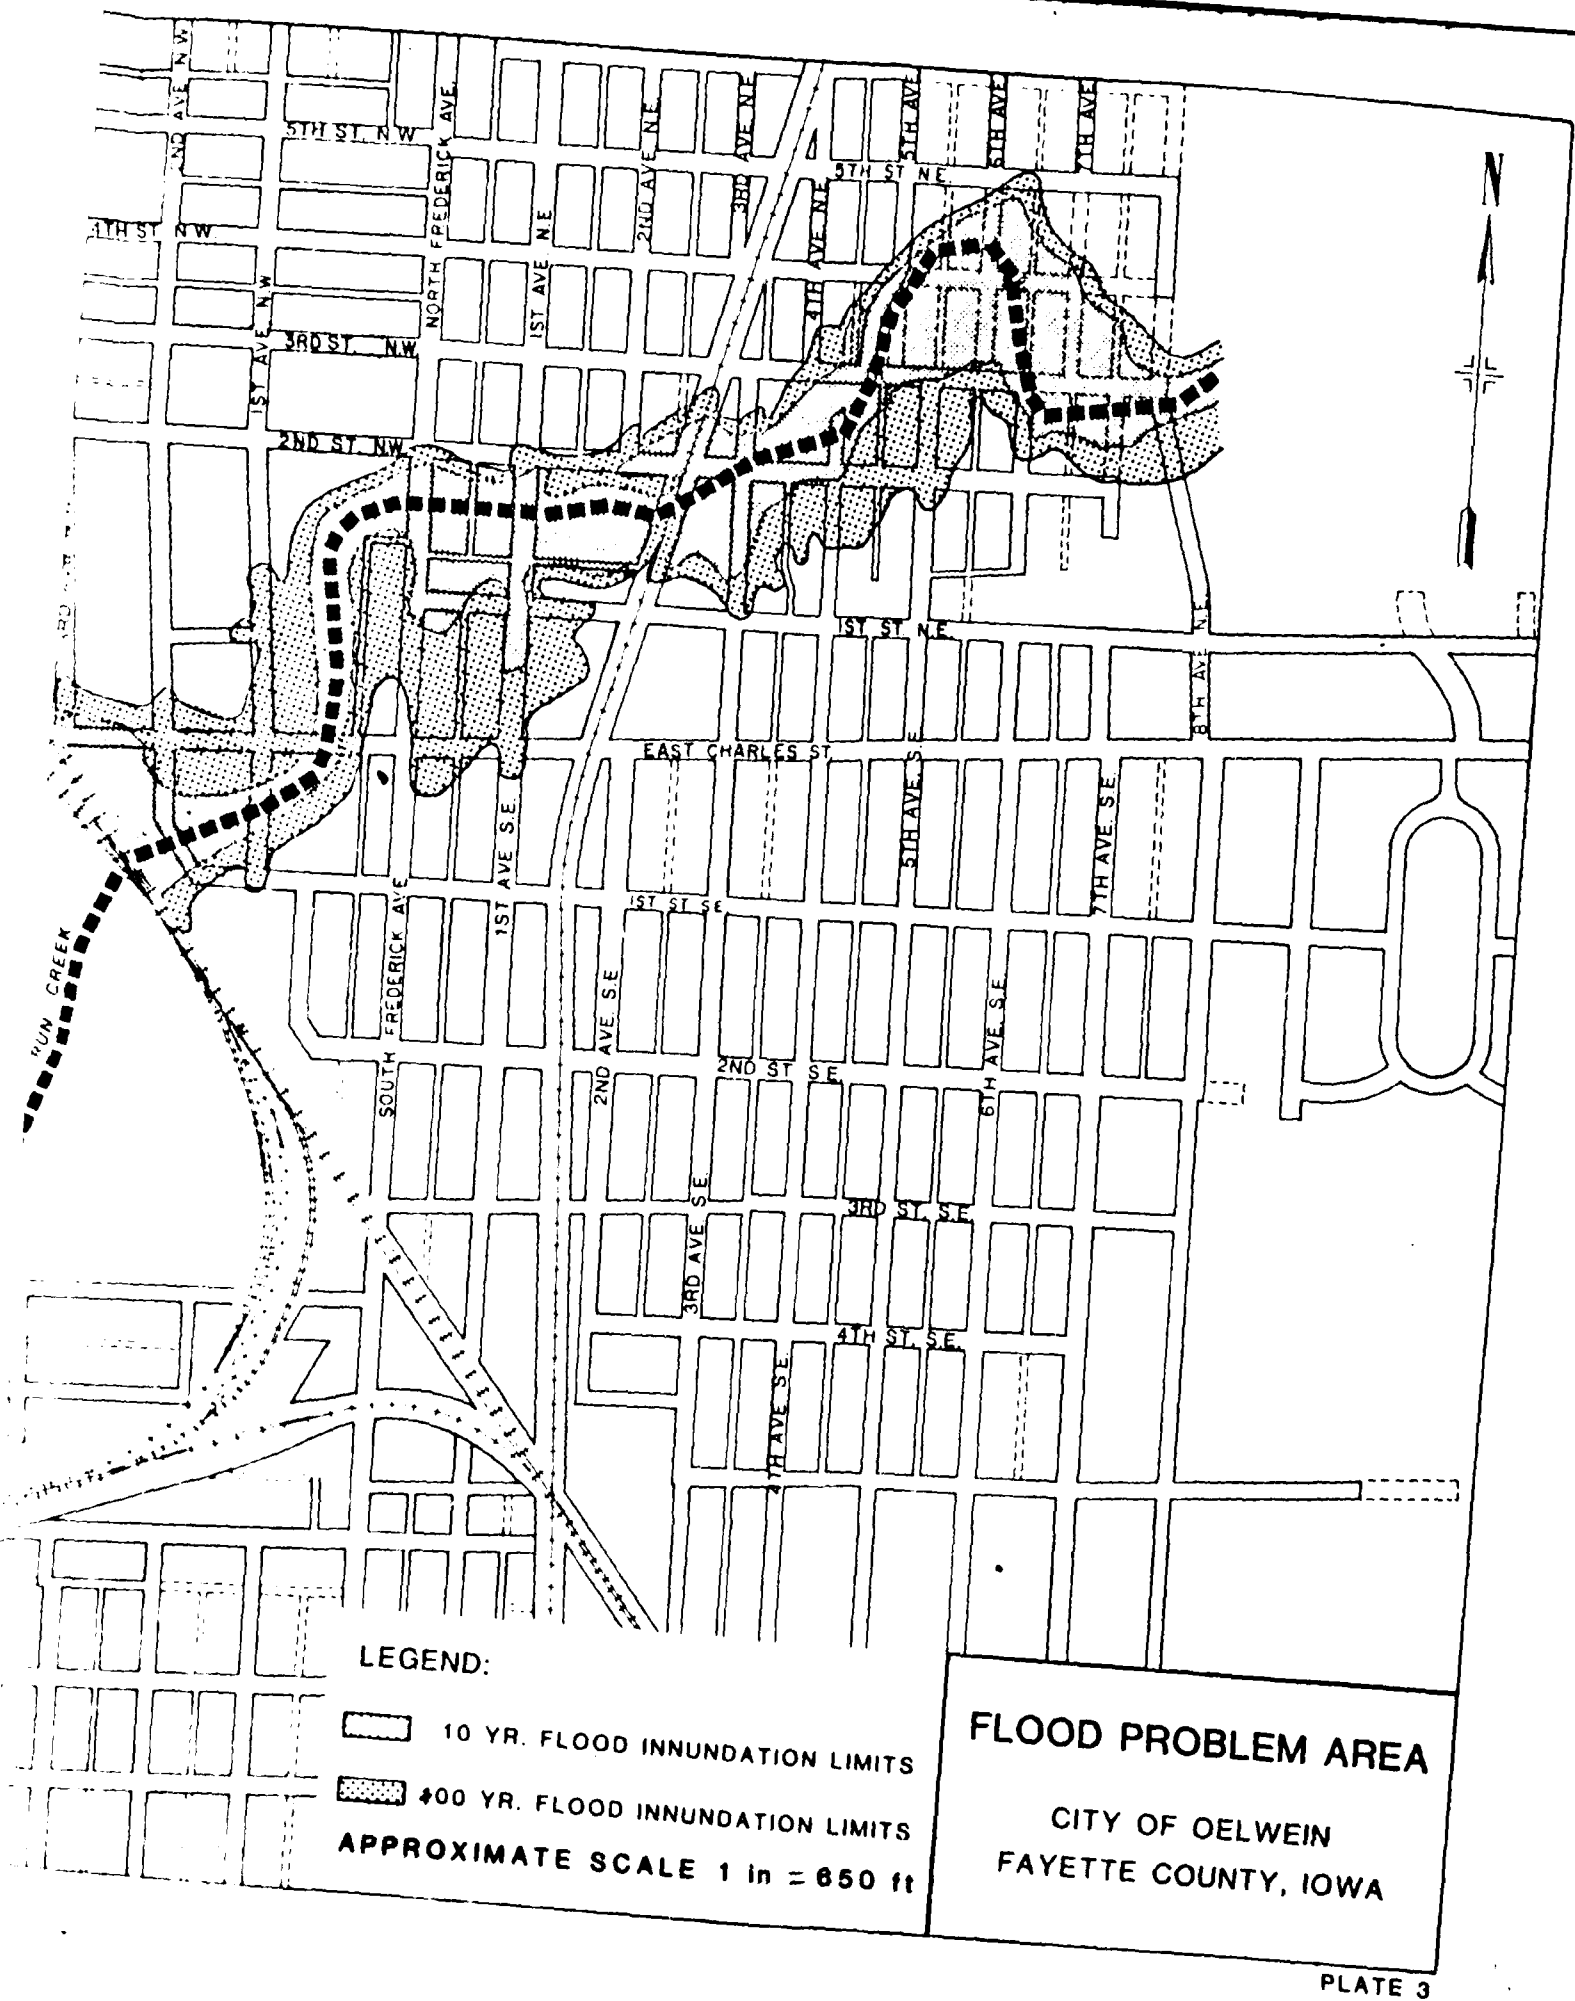 ND AVE N W
NORTH FREDERICK AVE.
5TH ST. N W
2ND AVE N E
3RD AVE N.E.
5TH AVE
6TH AVE
7TH AVE
5TH ST N E
N
4TH ST N W
1ST AVE N E
4TH AVE N E
1ST AVE N W
3RD ST. N.W.
2ND ST. N.W.
1ST ST. N.E.
8TH AVE N.E.
EAST CHARLES ST.
5TH AVE. S.E.
7TH AVE S.E.
1ST AVE S.E.
1ST ST SE
SOUTH FREDERICK AVE
2ND AVE. S.E
6TH AVE. S.E
RUN CREEK
2ND ST S.E.
3RD AVE S.E
3RD ST. S.E.
4TH ST. S.E.
4TH AVE S.E.
LEGEND:
10 YR. FLOOD INNUNDATION LIMITS
100 YR. FLOOD INNUNDATION LIMITS
APPROXIMATE SCALE 1 in = 650 ft
FLOOD PROBLEM AREA
CITY OF OELWEIN
FAYETTE COUNTY, IOWA
PLATE 3